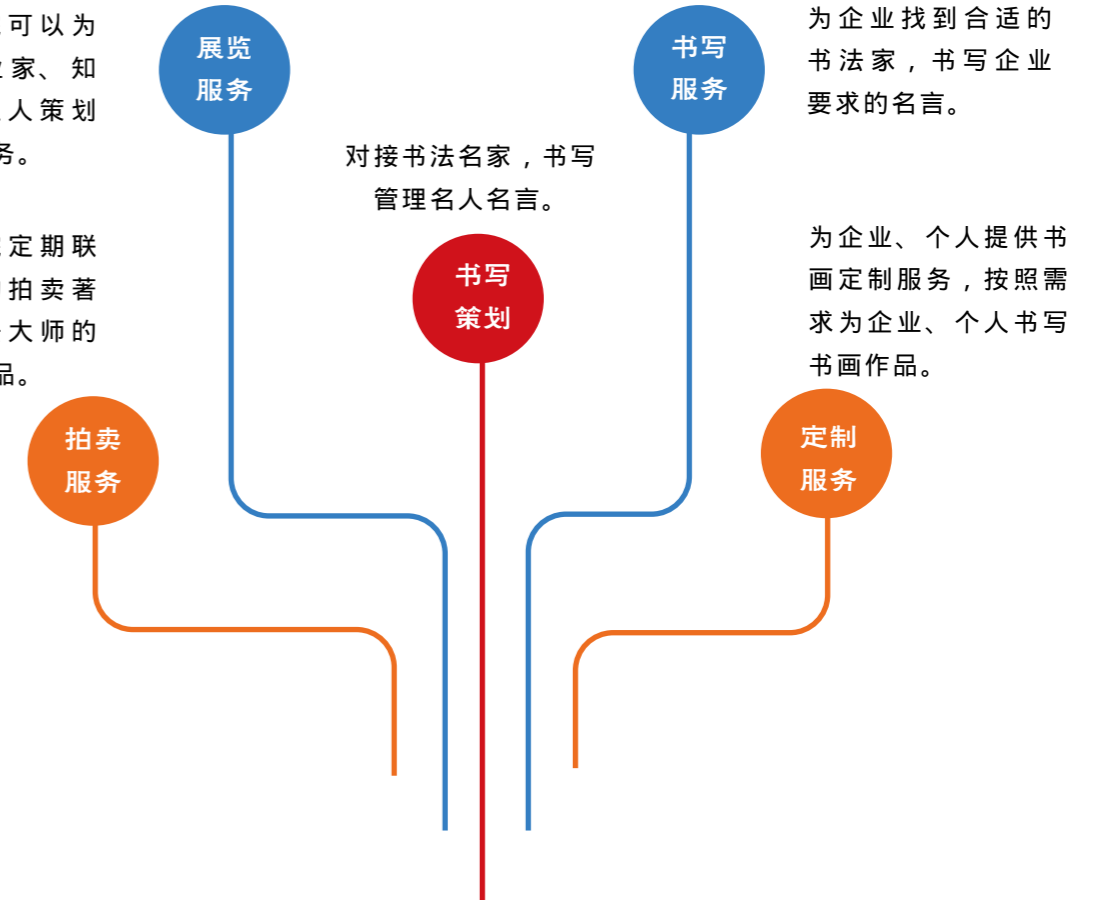 可以为
家、知
人策划
务。
展览
服务
对接书法名家，书写
管理名人名言。
书写
策划
书写
服务
为企业找到合适的
书法家，书写企业
要求的名言。
定期联
拍卖著
大师的
品。
拍卖
服务
定制
服务
为企业、个人提供书
画定制服务，按照需
求为企业、个人书写
书画作品。